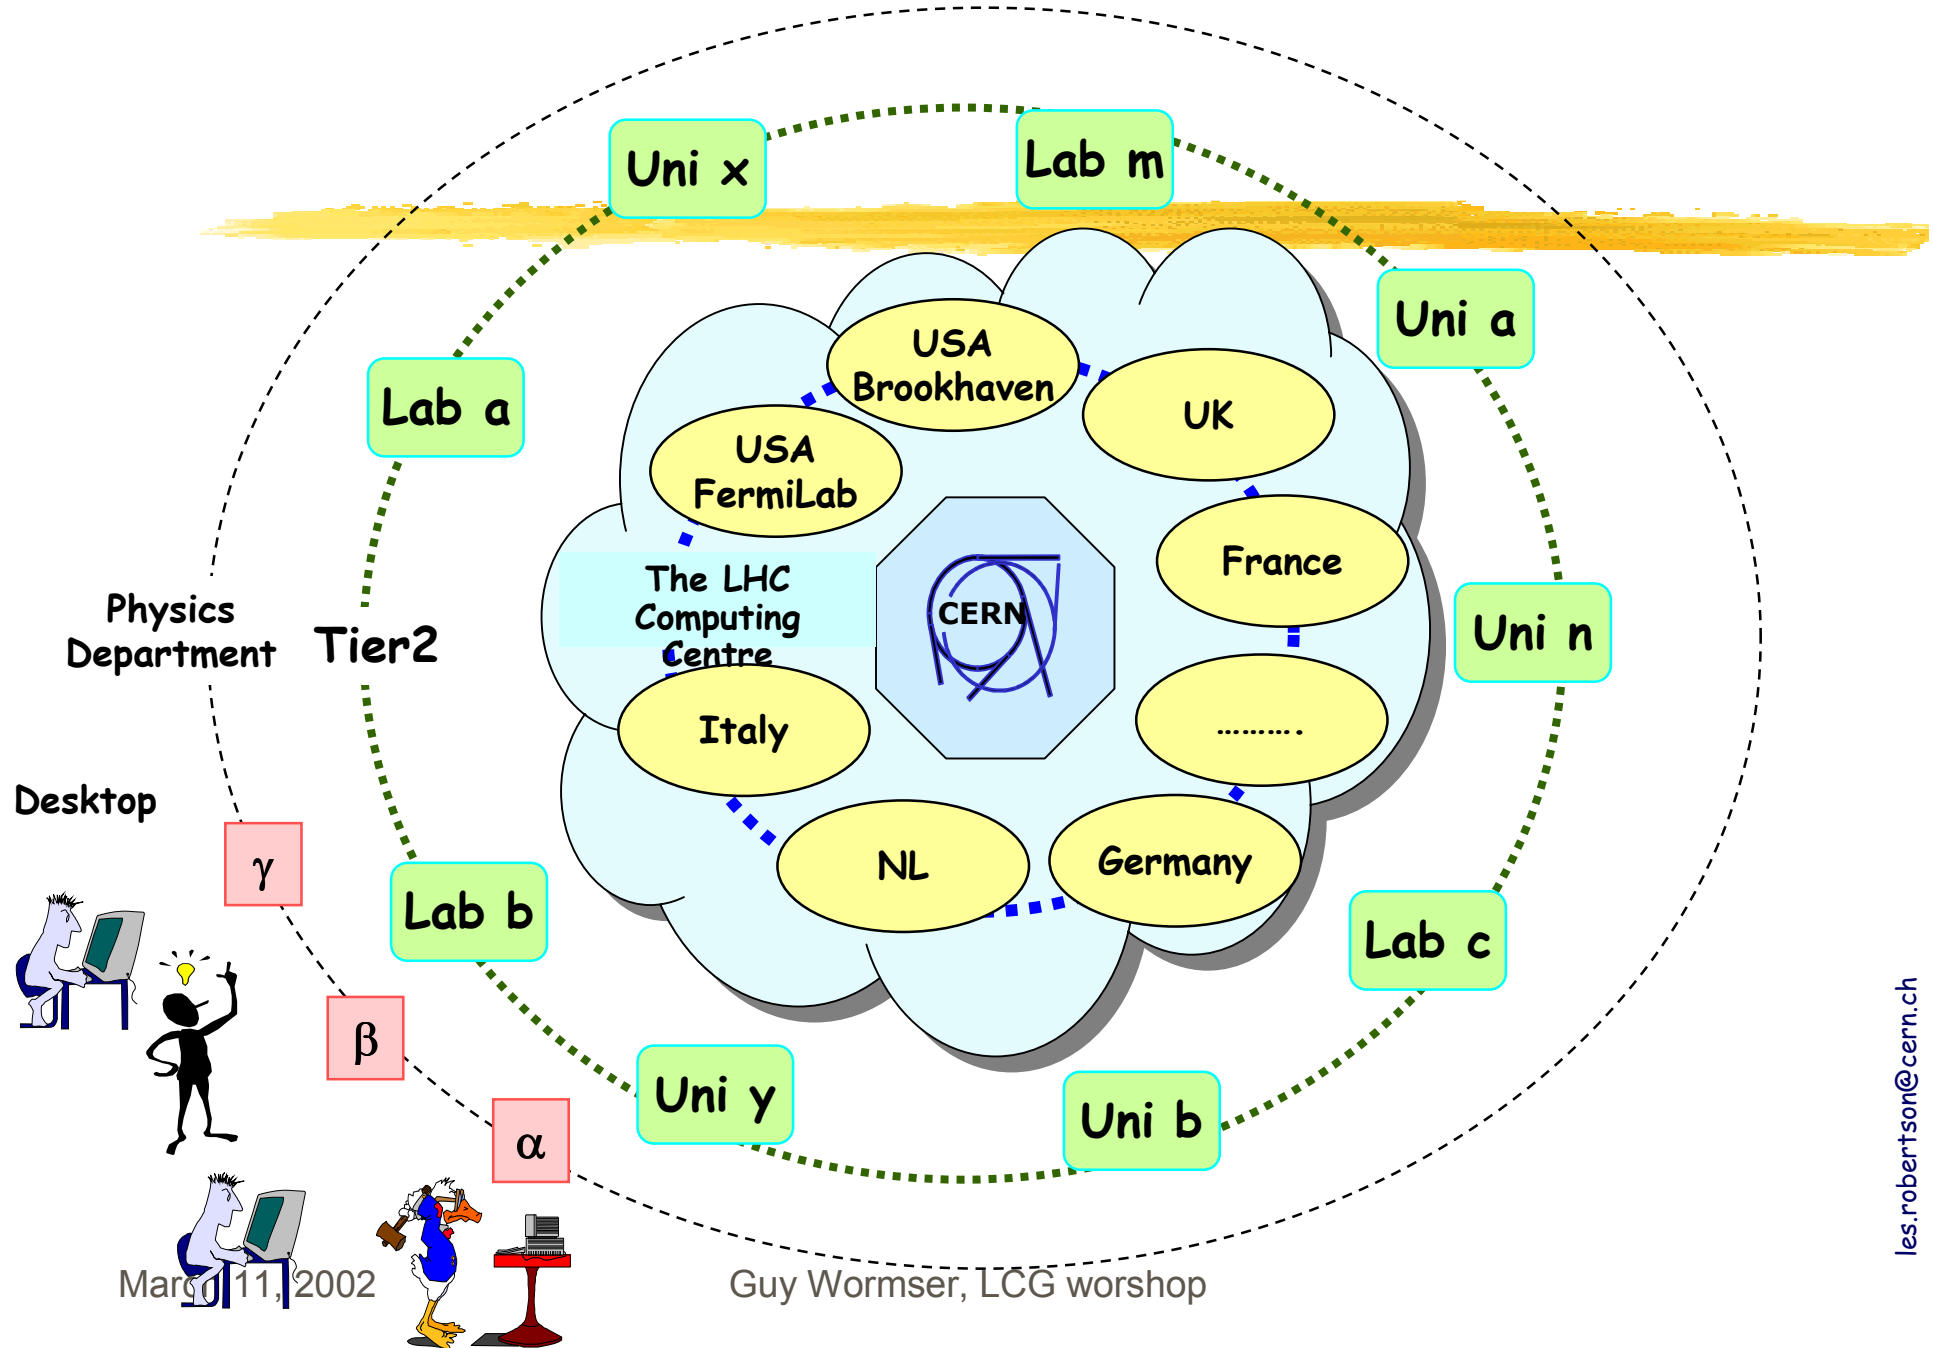 Uni x
Lab m
Uni a
USA
Brookhaven
Lab a
UK
USA
FermiLab
France
The LHC
Computing
Centre
CERN
Physics
Department
Tier2
Uni n
Italy
..........
Desktop
γ
NL
Germany
Lab b
Lab c
β
Uni y
Uni b
α
les.robertson@cern.ch
March 11, 2002
Guy Wormser, LCG worshop